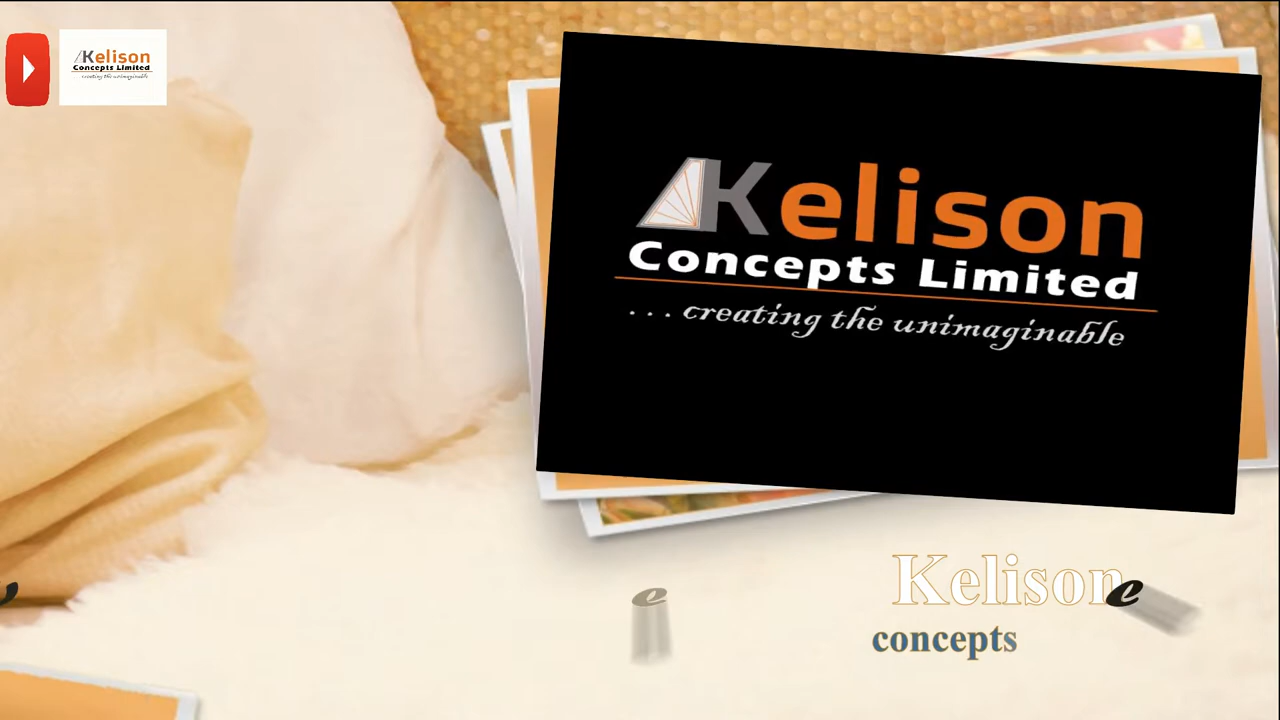 Kelison
Concepts Limited
creating the unimaginable
Kelison
Concepts Limited
. . . creating the unimaginable
Kelison
e
e
concepts